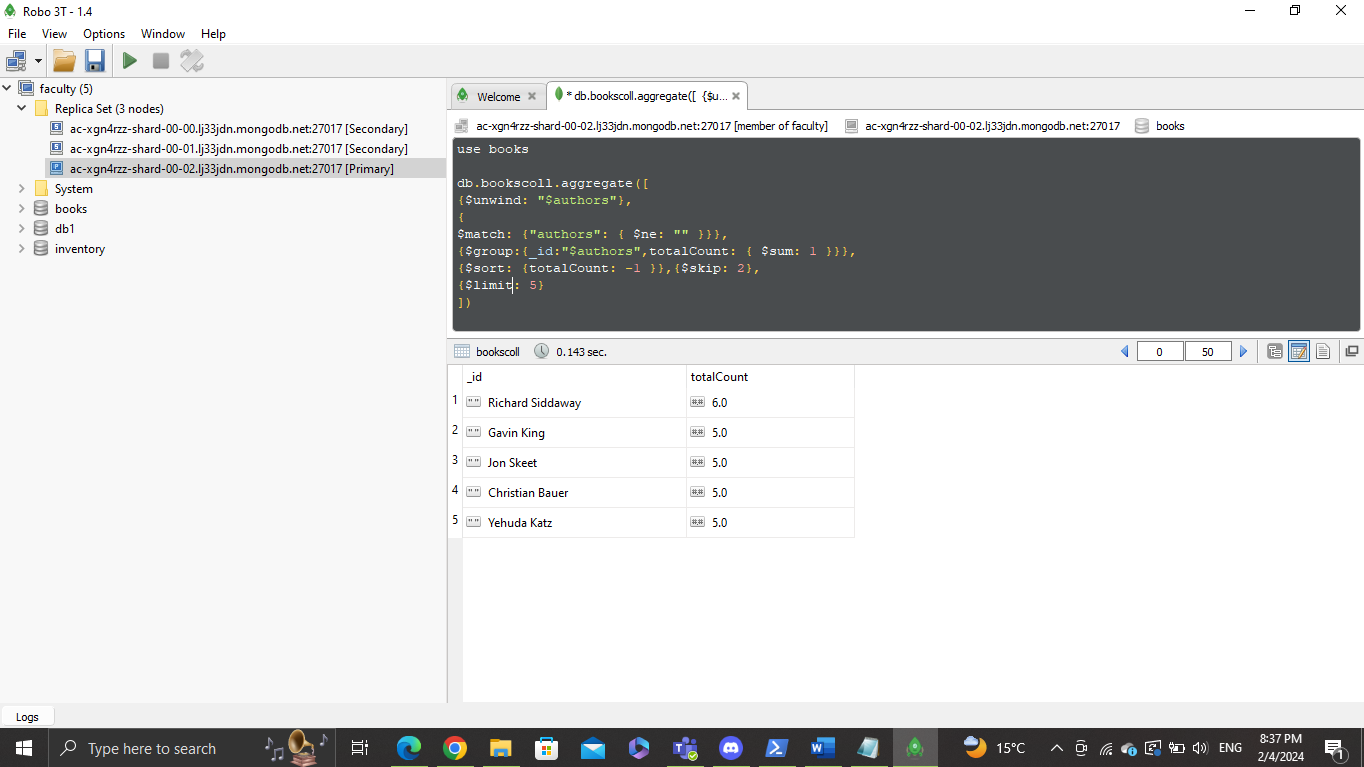 Robo 3T - 1.4
File View Options Window Help
faculty (5)
Replica Set (3 nodes)
ac-xgn4rzz-shard-00-00.lj33jdn.mongodb.net:27017 [Secondary]
ac-xgn4rzz-shard-00-01.lj33jdn.mongodb.net:27017 [Secondary]
ac-xgn4rzz-shard-00-02.lj33jdn.mongodb.net:27017 [Primary]
System
books
db1
inventory
Welcome
* db.bookscoll.aggregate([ {$u...
ac-xgn4rzz-shard-00-02.lj33jdn.mongodb.net:27017 [member of faculty] ac-xgn4rzz-shard-00-02.lj33jdn.mongodb.net:27017 books
use books
db.bookscoll.aggregate([
{$unwind: "$authors"},
{
$match: {"authors": { $ne: "" }}},
{$group:{_id:"$authors",totalCount: { $sum: 1 }}},
{$sort: {totalCount: -1 }},{$skip: 2},
{$limit: 5}
])
bookscoll 0.143 sec. 0 50
_id totalCount
1 "" Richard Siddaway ## 6.0
2 "" Gavin King ## 5.0
3 "" Jon Skeet ## 5.0
4 "" Christian Bauer ## 5.0
5 "" Yehuda Katz ## 5.0
Logs
Type here to search
15°C
ENG
8:37 PM
2/4/2024
1